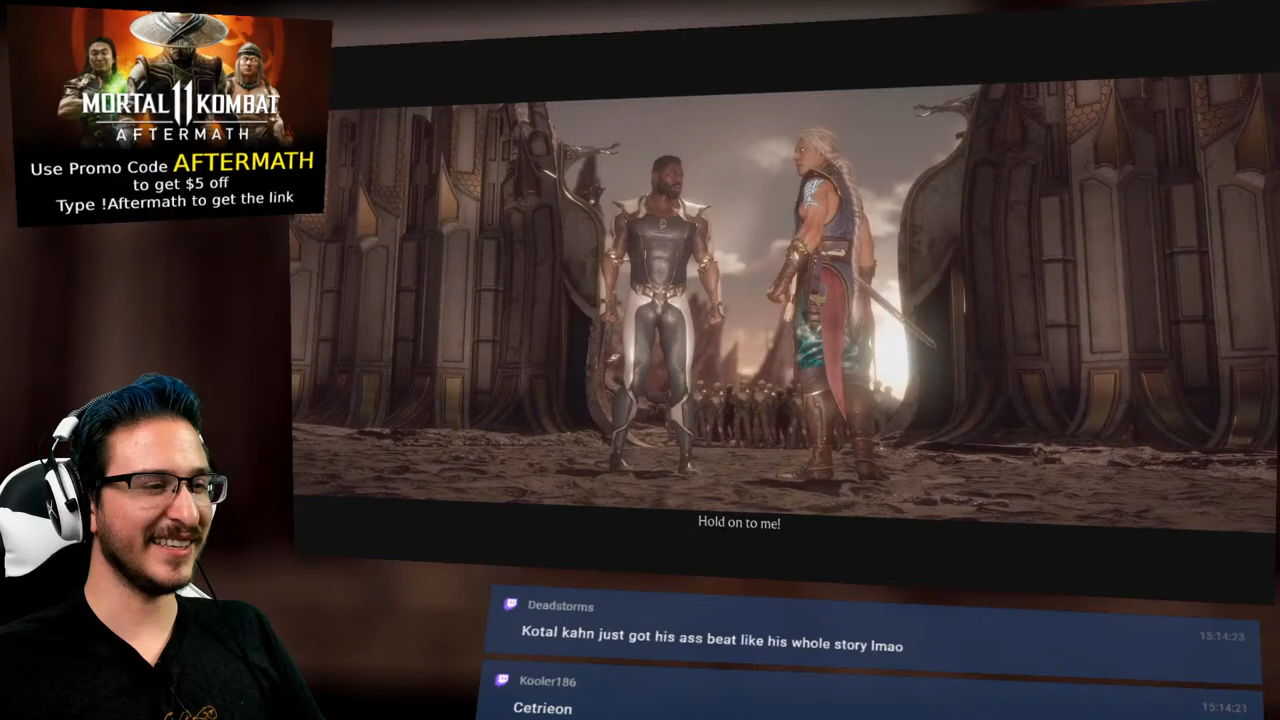 MORTAL 11 KOMBAT
AFTERMATH
Use Promo Code AFTERMATH
to get $5 off
Type !Aftermath to get the link
Hold on to me!
Deadstorms
15:14:23
Kotal kahn just got his ass beat like his whole story lmao
Kooler186
15:14:21
Cetrieon